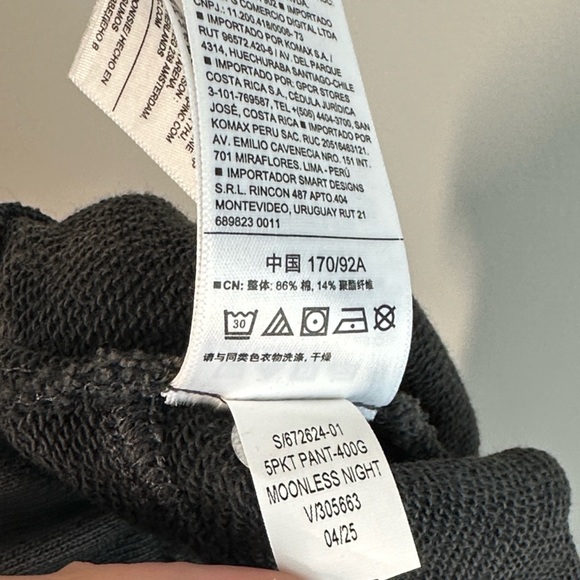 CNPJ.: 11.200.418/0006-73
RUT 96572 420-6 / AV. DEL PARQUE
4314, HUECHURABA SANTIAGO-CHILE
■ IMPORTADO POR GPCR STORES
COSTA RICA S.A., CÉDULA JURÍDICA
3-101-769587, TEL+(506) 4404-3700, SAN
JOSÉ, COSTA RICA ■ IMPORTADO POR
KOMAX PERU SAC. RUC 20516463121.
AV. EMILIO CAVENECIA NRO. 151 INT.
701 MIRAFLORES. LIMA - PERÚ
■ IMPORTADOR SMART DESIGNS
S.R.L. RINCON 487 APTO.404
MONTEVIDEO, URUGUAY RUT 21
689823 0011
中国 170/92A
■CN: 整体: 86% 棉, 14% 聚酯纤维
30
请与同类色衣物洗涤, 干燥
S/672624-01
5PKT PANT-400G
MOONLESS NIGHT
V/305663
04/25